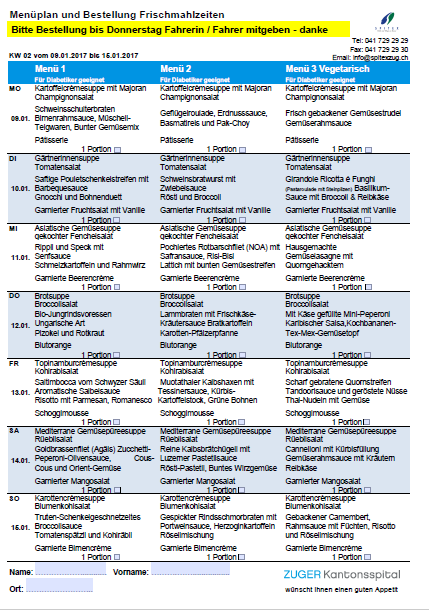 Menüplan und Bestellung Frischmahlzeiten
Bitte Bestellung bis Donnerstag Fahrerin / Fahrer mitgeben - danke
SPITEX
Tel: 041 729 29 29
Fax: 041 729 29 30
Email: info@spitexzug.ch
KW 02 vom 09.01.2017 bis 15.01.2017
Menü 1
Für Diabetiker geeignet
Menü 2
Für Diabetiker geeignet
Menü 3 Vegetarisch
Für Diabetiker geeignet
MO
09.01.
Kartoffelcrèmesuppe mit Majoran
Champignonsalat
Schweinsschulterbraten
Birnenrahmsauce, Müscheli-
Teigwaren, Bunter Gemüsemix
Pâtisserie
1 Portion
Kartoffelcrèmesuppe mit Majoran
Champignonsalat
Geflügelroulade, Erdnusssauce,
Basmatireis und Pak-Choy
Pâtisserie
1 Portion
Kartoffelcrèmesuppe mit Majoran
Champignonsalat
Frisch gebackener Gemüsestrudel
Gemüserahmsauce
Pâtisserie
1 Portion
DI
10.01.
Gärtnerinnensuppe
Tomatensalat
Saftige Pouletschenkelstreifen mit
Barbequesauce
Gnocchi und Bohnenduett
Garnierter Fruchtsalat mit Vanille
1 Portion
Gärtnerinnensuppe
Tomatensalat
Schweinsbratwurst mit
Zwiebelsauce
Rösti und Broccoli
Garnierter Fruchtsalat mit Vanille
1 Portion
Gärtnerinnensuppe
Tomatensalat
Girandole Ricotta è Funghi
(Pastaroulade mit Steinpilzen) Basilikum-
Sauce mit Broccoli & Reibkäse
Garnierter Fruchtsalat mit Vanille
1 Portion
MI
11.01.
Asiatische Gemüsesuppe
gekochter Fenchelsalat
Rippli und Speck mit
Senfsauce
Schmelzkartoffeln und Rahmwirz
Garnierte Beerencrème
1 Portion
Asiatische Gemüsesuppe
gekochter Fenchelsalat
Pochiertes Rotbarschfilet (NOA) mit
Safransauce, Risi-Bisi
Lattich mit bunten Gemüsestreifen
Garnierte Beerencrème
1 Portion
Asiatische Gemüsesuppe
gekochter Fenchelsalat
Hausgemachte
Gemüselasagne mit
Quorngehacktem
Garnierte Beerencrème
1 Portion
DO
12.01.
Brotsuppe
Broccolisalat
Bio-Jungrindsvoressen
Ungarische Art
Pizokel und Rotkraut
Blutorange
1 Portion
Brotsuppe
Broccolisalat
Lammbraten mit Frischkäse-
Kräutersauce Bratkartoffeln
Karotten-Pfälzerpfanne
Blutorange
1 Portion
Brotsuppe
Broccolisalat
Mit Käse gefüllte Mini-Peperoni
Karibischer Salsa,Kochbananen-
Tex-Mex-Gemüsetopf
Blutorange
1 Portion
FR
13.01.
Topinamburcrèmesuppe
Kohlrabisalat
Saltimbocca vom Schwyzer Säuli
Aromatische Salbeisauce
Risotto mit Parmesan, Romanesco
Schoggimousse
1 Portion
Topinamburcrèmesuppe
Kohlrabisalat
Muotathaler Kalbshaxen mit
Tessinersauce, Kürbis-
Kartoffelstock, Grüne Bohnen
Schoggimousse
1 Portion
Topinamburcrèmesuppe
Kohlrabisalat
Scharf gebratene Quornstreifen
Tandoorisauce und geröstete Nüsse
Thai-Nudeln mit Gemüse
Schoggimousse
1 Portion
SA
14.01.
Mediterrane Gemüsepüreesuppe
Rüeblisalat
Goldbrassenfilet (Agäis) Zucchetti-
Peperoni-Olivensauce, Cous-
Cous und Orient-Gemüse
Garnierter Mangosalat
1 Portion
Mediterrane Gemüsepüreesuppe
Rüeblisalat
Reine Kalbsbrätchügeli mit
Luzerner Pastetlisauce
Rösti-Pastetli, Buntes Wirzgemüse
Garnierter Mangosalat
1 Portion
Mediterrane Gemüsepüreesuppe
Rüeblisalat
Cannelloni mit Kürbisfüllung
Gemüserahmsauce mit Kräutern
Reibkäse
Garnierter Mangosalat
1 Portion
SO
15.01.
Karottencrèmesuppe
Blumenkohlsalat
Truten-Schenkelgeschnetzeltes
Broccolisauce
Tomatenspätzli und Kohlräbli
Garnierte Birnencrème
1 Portion
Karottencrèmesuppe
Blumenkohlsalat
Gespickter Rindsschmorbraten mit
Portweinsauce, Herzoginkartoffeln
Röselimischung
Garnierte Birnencrème
1 Portion
Karottencrèmesuppe
Blumenkohlsalat
Gebackener Camembert,
Rahmsauce mit Füchten, Risotto
und Röselimischung
Garnierte Birnencrème
1 Portion
Name:
Vorname:
Ort:
ZUGER Kantonsspital
wünscht Ihnen einen guten Appetit